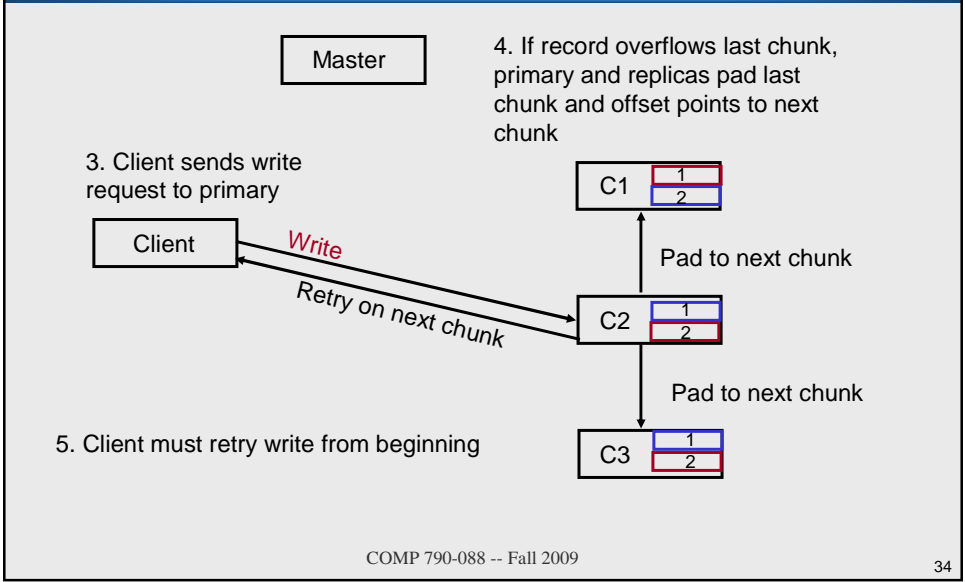 Master
4. If record overflows last chunk,
primary and replicas pad last
chunk and offset points to next
chunk
3. Client sends write
request to primary
C1
1
2
Client
Write
Pad to next chunk
Retry on next chunk
C2
1
2
Pad to next chunk
5. Client must retry write from beginning
C3
1
2
COMP 790-088 -- Fall 2009
34